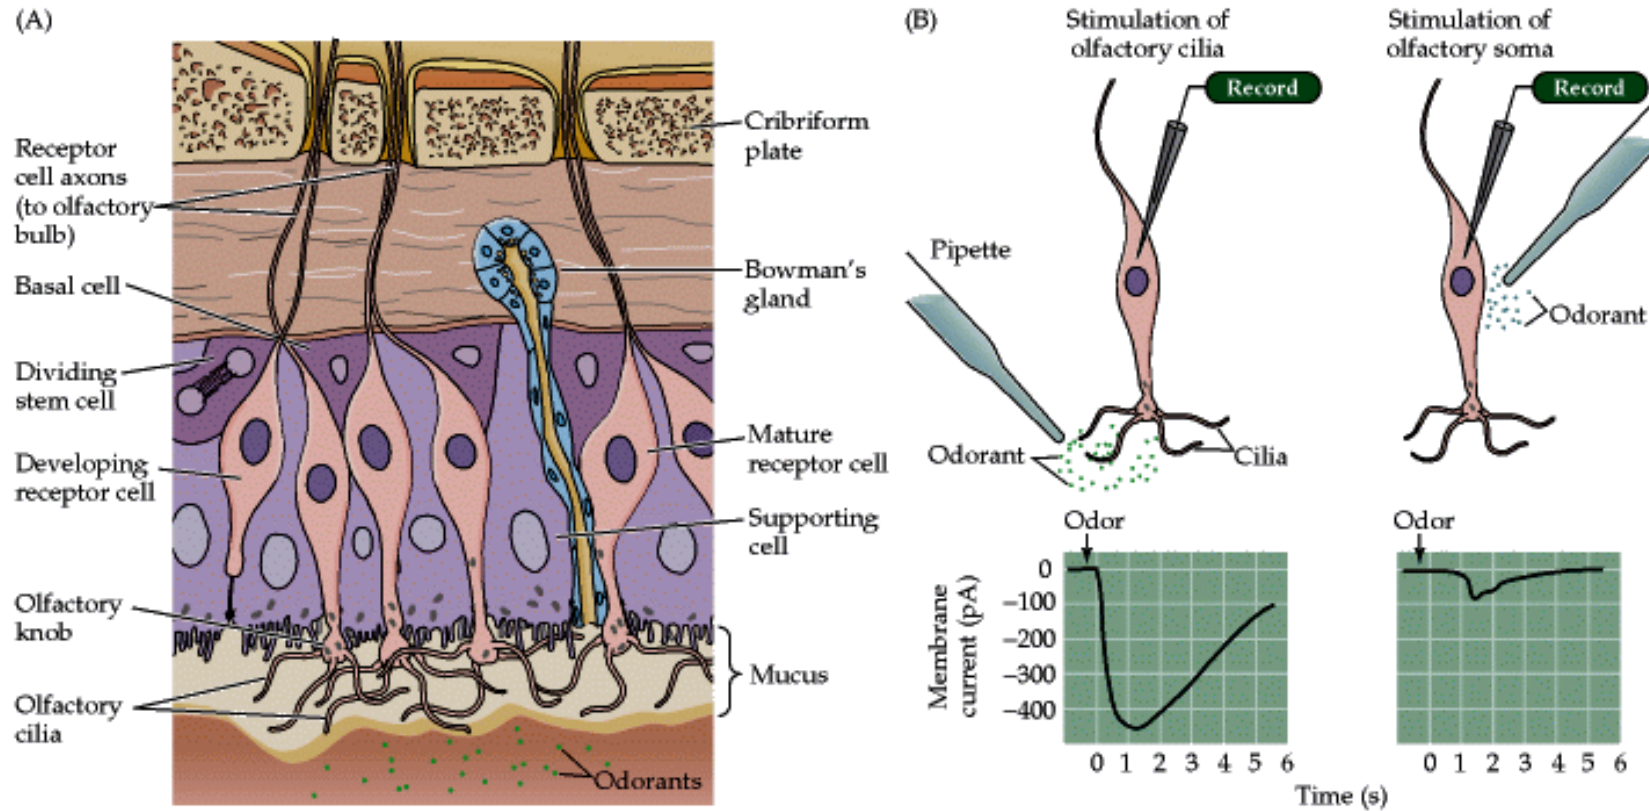 (A)
Receptor
cell axons
(to olfactory
bulb)
Basal cell
Dividing
stem cell
Developing
receptor cell
Olfactory
knob
Olfactory
cilia
Cribriform
plate
Bowman's
gland
Mature
receptor cell
Supporting
cell
Mucus
Odorants
(B)
Stimulation of
olfactory cilia
Record
Pipette
Odorant
Cilia
Stimulation of
olfactory soma
Record
Odorant
Odor
0
−100
−200
−300
−400
Membrane
current (pA)
0 1 2 3 4 5 6
Odor
0 1 2 3 4 5 6
Time (s)